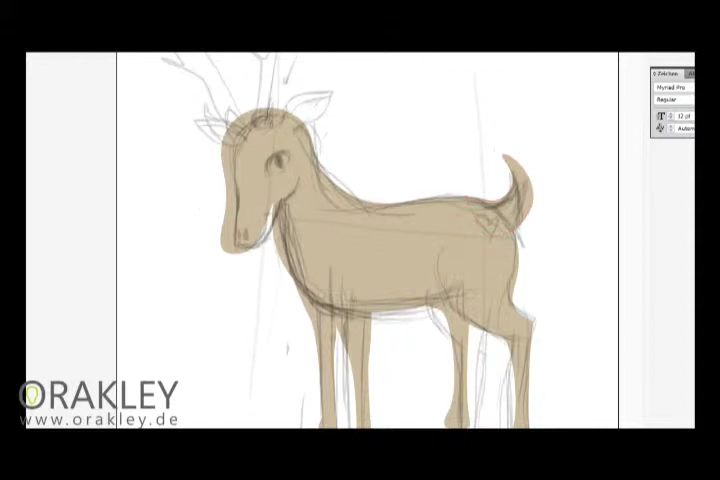 Zeichen
Myriad Pro
Regular
12 pt
ORAKLEY
www.orakley.de